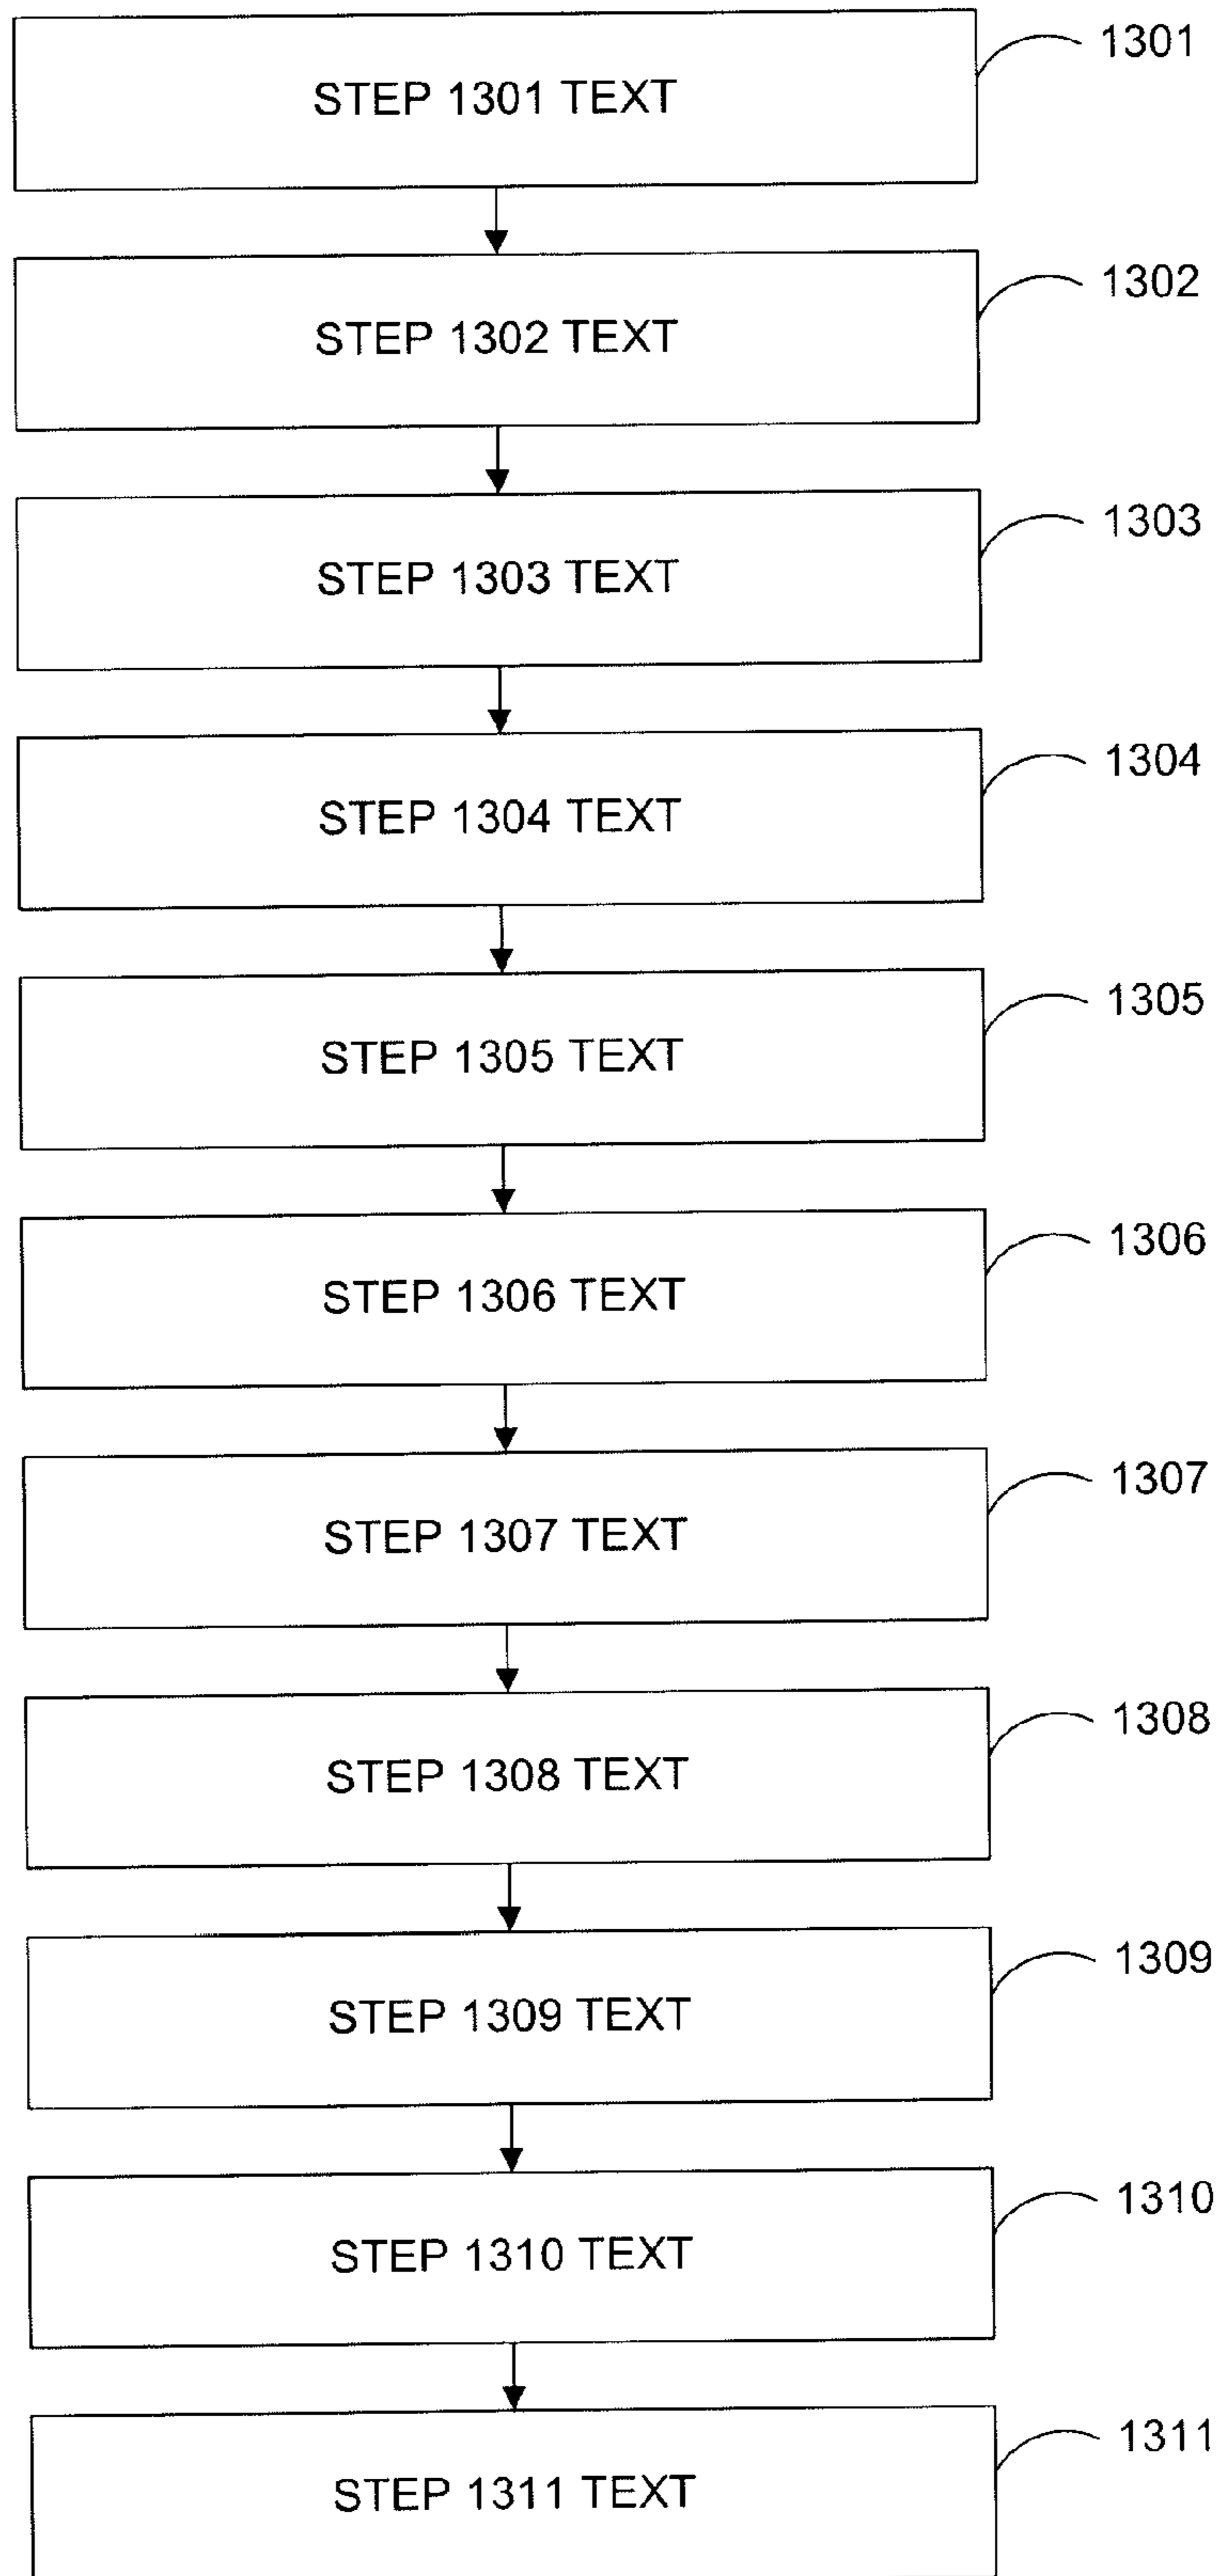 1301
STEP 1301 TEXT
1302
STEP 1302 TEXT
1303
STEP 1303 TEXT
1304
STEP 1304 TEXT
1305
STEP 1305 TEXT
1306
STEP 1306 TEXT
1307
STEP 1307 TEXT
1308
STEP 1308 TEXT
1309
STEP 1309 TEXT
1310
STEP 1310 TEXT
1311
STEP 1311 TEXT